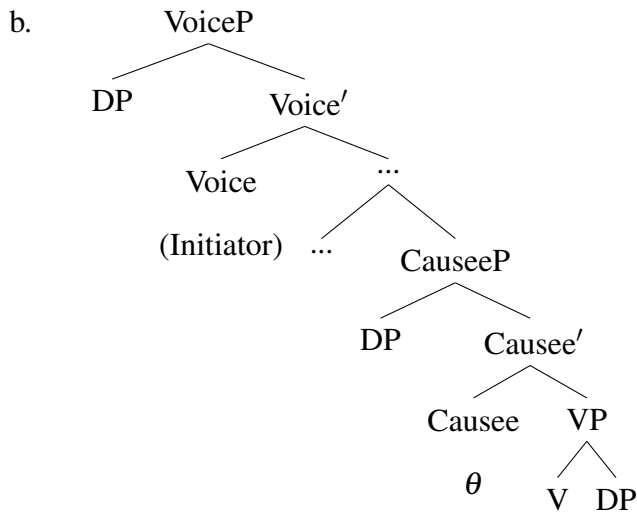 b. VoiceP
DP Voice′
Voice ...
(Initiator) ... CauseeP
DP Causee′
Causee VP
θ V DP